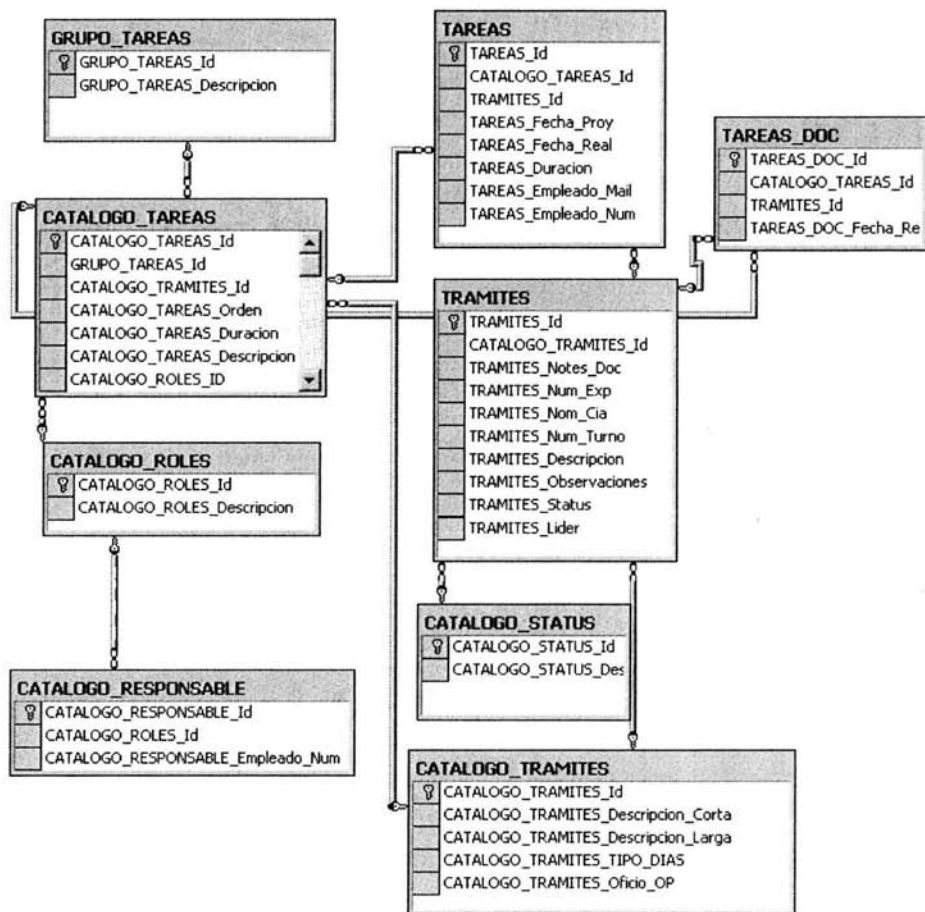 GRUPO_TAREAS
GRUPO_TAREAS_Id
GRUPO_TAREAS_Descripcion
TAREAS
TAREAS_Id
CATALOGO_TAREAS_Id
TRAMITES_Id
TAREAS_Fecha_Proy
TAREAS_Fecha_Real
TAREAS_Duracion
TAREAS_Empleado_Mail
TAREAS_Empleado_Num
TAREAS_DOC
TAREAS_DOC_Id
CATALOGO_TAREAS_Id
TRAMITES_Id
TAREAS_DOC_Fecha_Re
CATALOGO_TAREAS
CATALOGO_TAREAS_Id
GRUPO_TAREAS_Id
CATALOGO_TRAMITES_Id
CATALOGO_TAREAS_Orden
CATALOGO_TAREAS_Duracion
CATALOGO_TAREAS_Descripcion
CATALOGO_ROLES_ID
TRAMITES
TRAMITES_Id
CATALOGO_TRAMITES_Id
TRAMITES_Notes_Doc
TRAMITES_Num_Exp
TRAMITES_Nom_Cia
TRAMITES_Num_Turno
TRAMITES_Descripcion
TRAMITES_Observaciones
TRAMITES_Status
TRAMITES_Lider
CATALOGO_ROLES
CATALOGO_ROLES_Id
CATALOGO_ROLES_Descripcion
CATALOGO_STATUS
CATALOGO_STATUS_Id
CATALOGO_STATUS_Des
CATALOGO_RESPONSABLE
CATALOGO_RESPONSABLE_Id
CATALOGO_ROLES_Id
CATALOGO_RESPONSABLE_Empleado_Num
CATALOGO_TRAMITES
CATALOGO_TRAMITES_Id
CATALOGO_TRAMITES_Descripcion_Corta
CATALOGO_TRAMITES_Descripcion_Larga
CATALOGO_TRAMITES_TIPO_DIAS
CATALOGO_TRAMITES_Oficio_OP